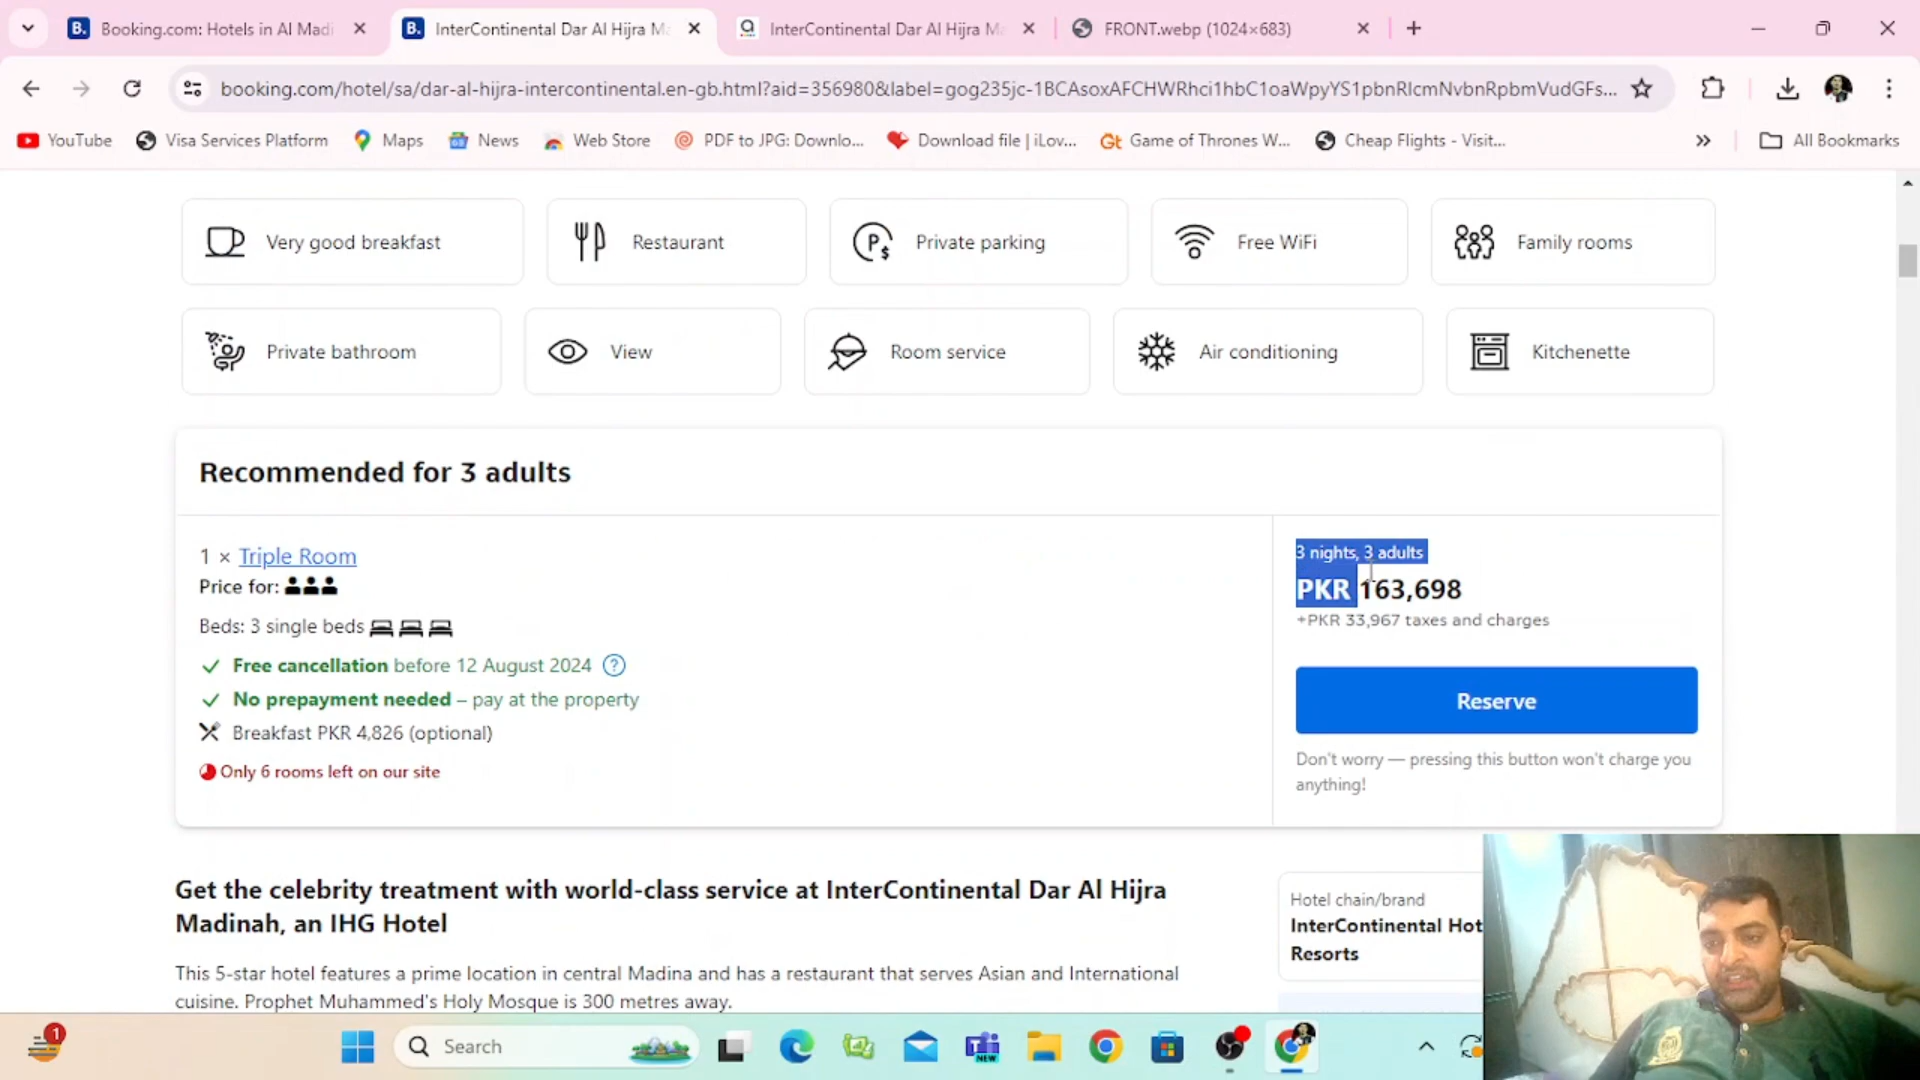 B. Booking.com: Hotels in Al Madi
B. InterContinental Dar Al Hijra Ma
InterContinental Dar Al Hijra Ma
FRONT.webp (1024×683)
booking.com/hotel/sa/dar-al-hijra-intercontinental.en-gb.html?aid=356980&label=gog235jc-1BCAsoxAFCHWRhci1hbC1oaWpyYS1pbnRlcmNvbnRpbmVudGFs...
YouTube
Visa Services Platform
Maps
News
Web Store
PDF to JPG: Downlo...
Download file | iLov...
Gt Game of Thrones W...
Cheap Flights - Visit...
All Bookmarks
Very good breakfast
Restaurant
Private parking
Free WiFi
Family rooms
Private bathroom
View
Room service
Air conditioning
Kitchenette
Recommended for 3 adults
1 × Triple Room
Price for:
Beds: 3 single beds
Free cancellation before 12 August 2024
No prepayment needed – pay at the property
Breakfast PKR 4,826 (optional)
Only 6 rooms left on our site
3 nights, 3 adults
PKR 163,698
+PKR 33,967 taxes and charges
Reserve
Don't worry — pressing this button won't charge you
anything!
Get the celebrity treatment with world-class service at InterContinental Dar Al Hijra
Madinah, an IHG Hotel
This 5-star hotel features a prime location in central Madina and has a restaurant that serves Asian and International
cuisine. Prophet Muhammed's Holy Mosque is 300 metres away.
Hotel chain/brand
InterContinental Hot
Resorts
1
Search
NEW